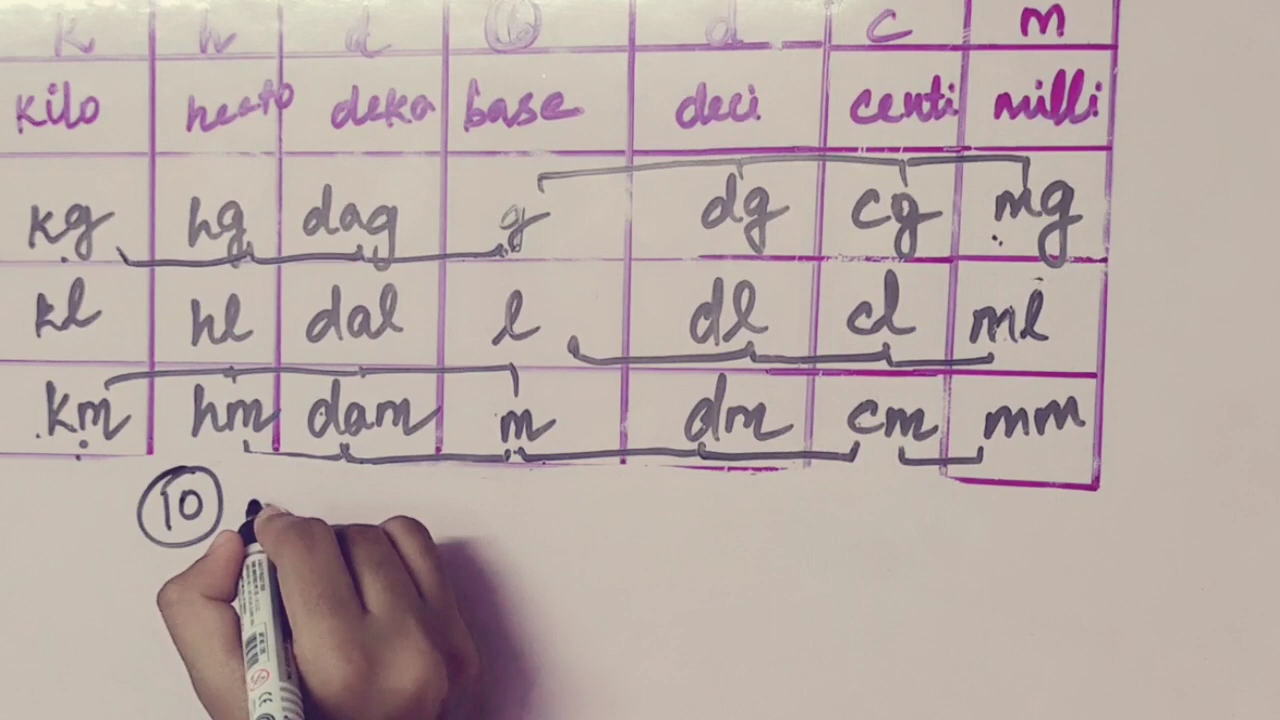 K h d b d c m
kilo hecto deka base deci centi milli
kg hg dag g dg cg mg
kl hl dal l dl cl ml
km hm dam m dm cm mm
10